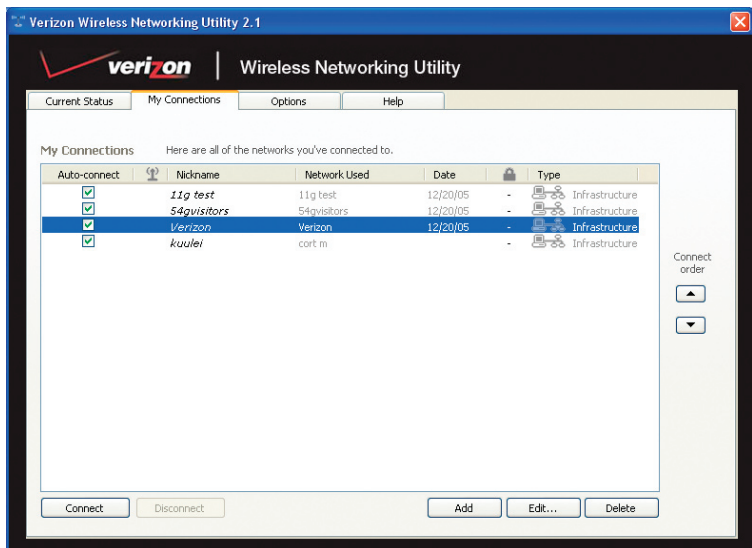 Verizon Wireless Networking Utility 2.1
verizon Wireless Networking Utility
Current Status My Connections Options Help
My Connections Here are all of the networks you've connected to.
Auto-connect Nickname Network Used Date Type
11g test 11g test 12/20/05 - Infrastructure
54gvisitors 54gvisitors 12/20/05 - Infrastructure
Verizon Verizon 12/20/05 - Infrastructure
kuulei cort m - Infrastructure
Connect
order
Connect Disconnect Add Edit... Delete